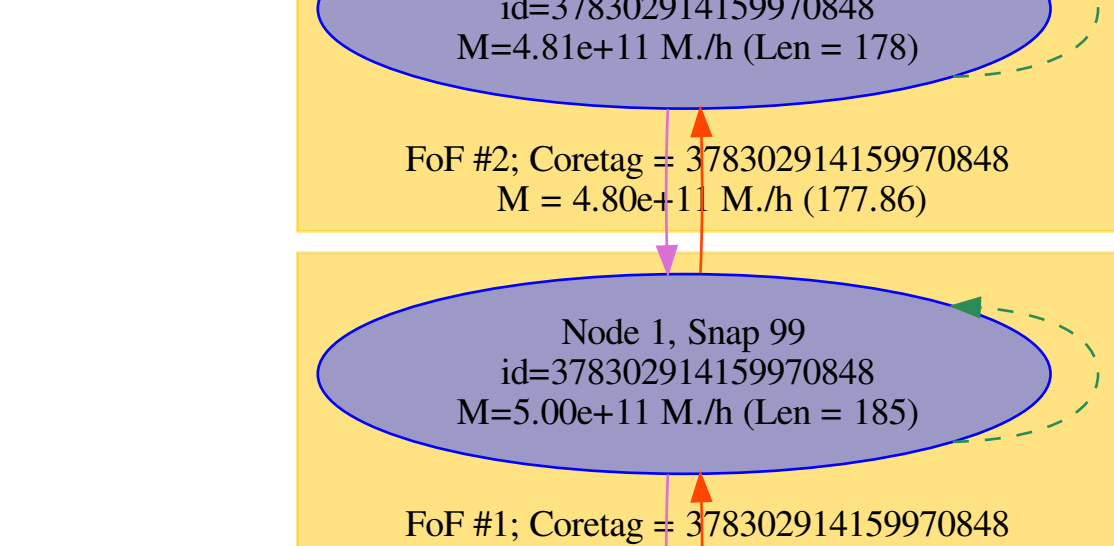 id=378302914159970848
M=4.81e+11 M./h (Len = 178)
FoF #2; Coretag = 378302914159970848
M = 4.80e+11 M./h (177.86)
Node 1, Snap 99
id=378302914159970848
M=5.00e+11 M./h (Len = 185)
FoF #1; Coretag = 378302914159970848